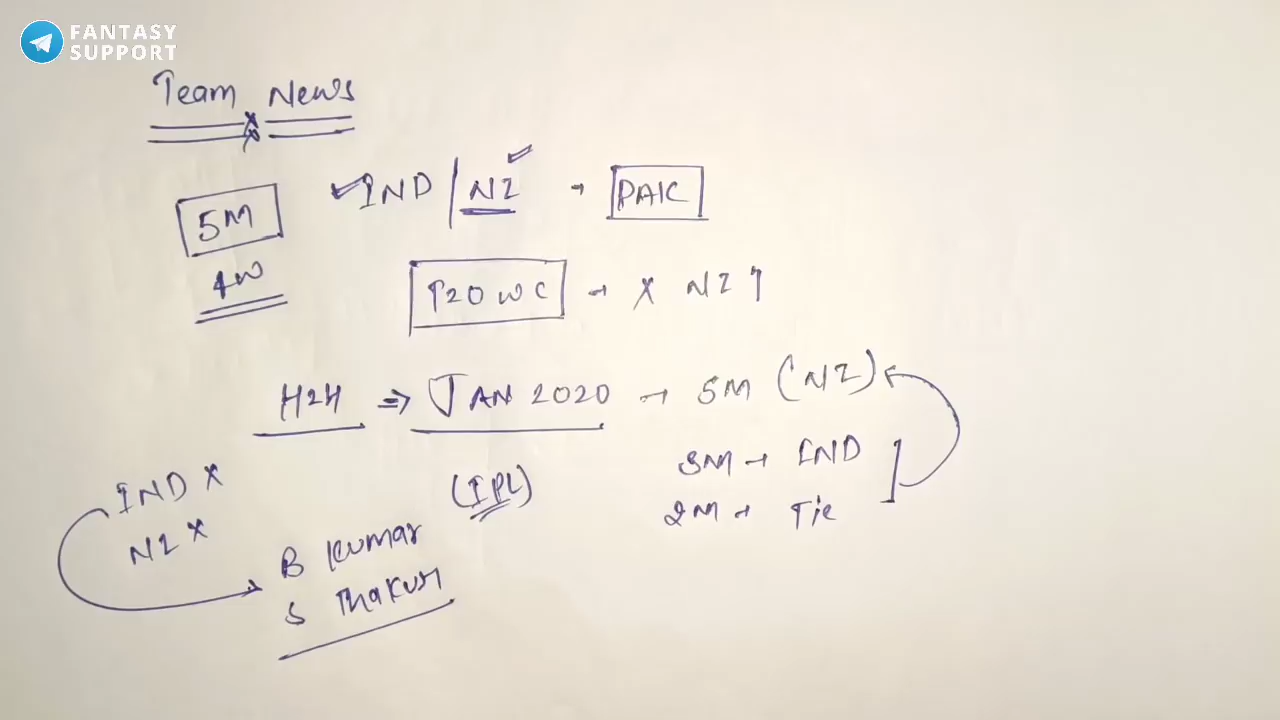 FANTASY
SUPPORT
Team News
5M
4W
IND / NZ → PAK
T20 WC → X NZ ↑
H2H ⇒ JAN 2020 → 5M (NZ)
3M → IND
2M → Tie
(IPL)
IND X
NZ X
B Kumar
S Thakur